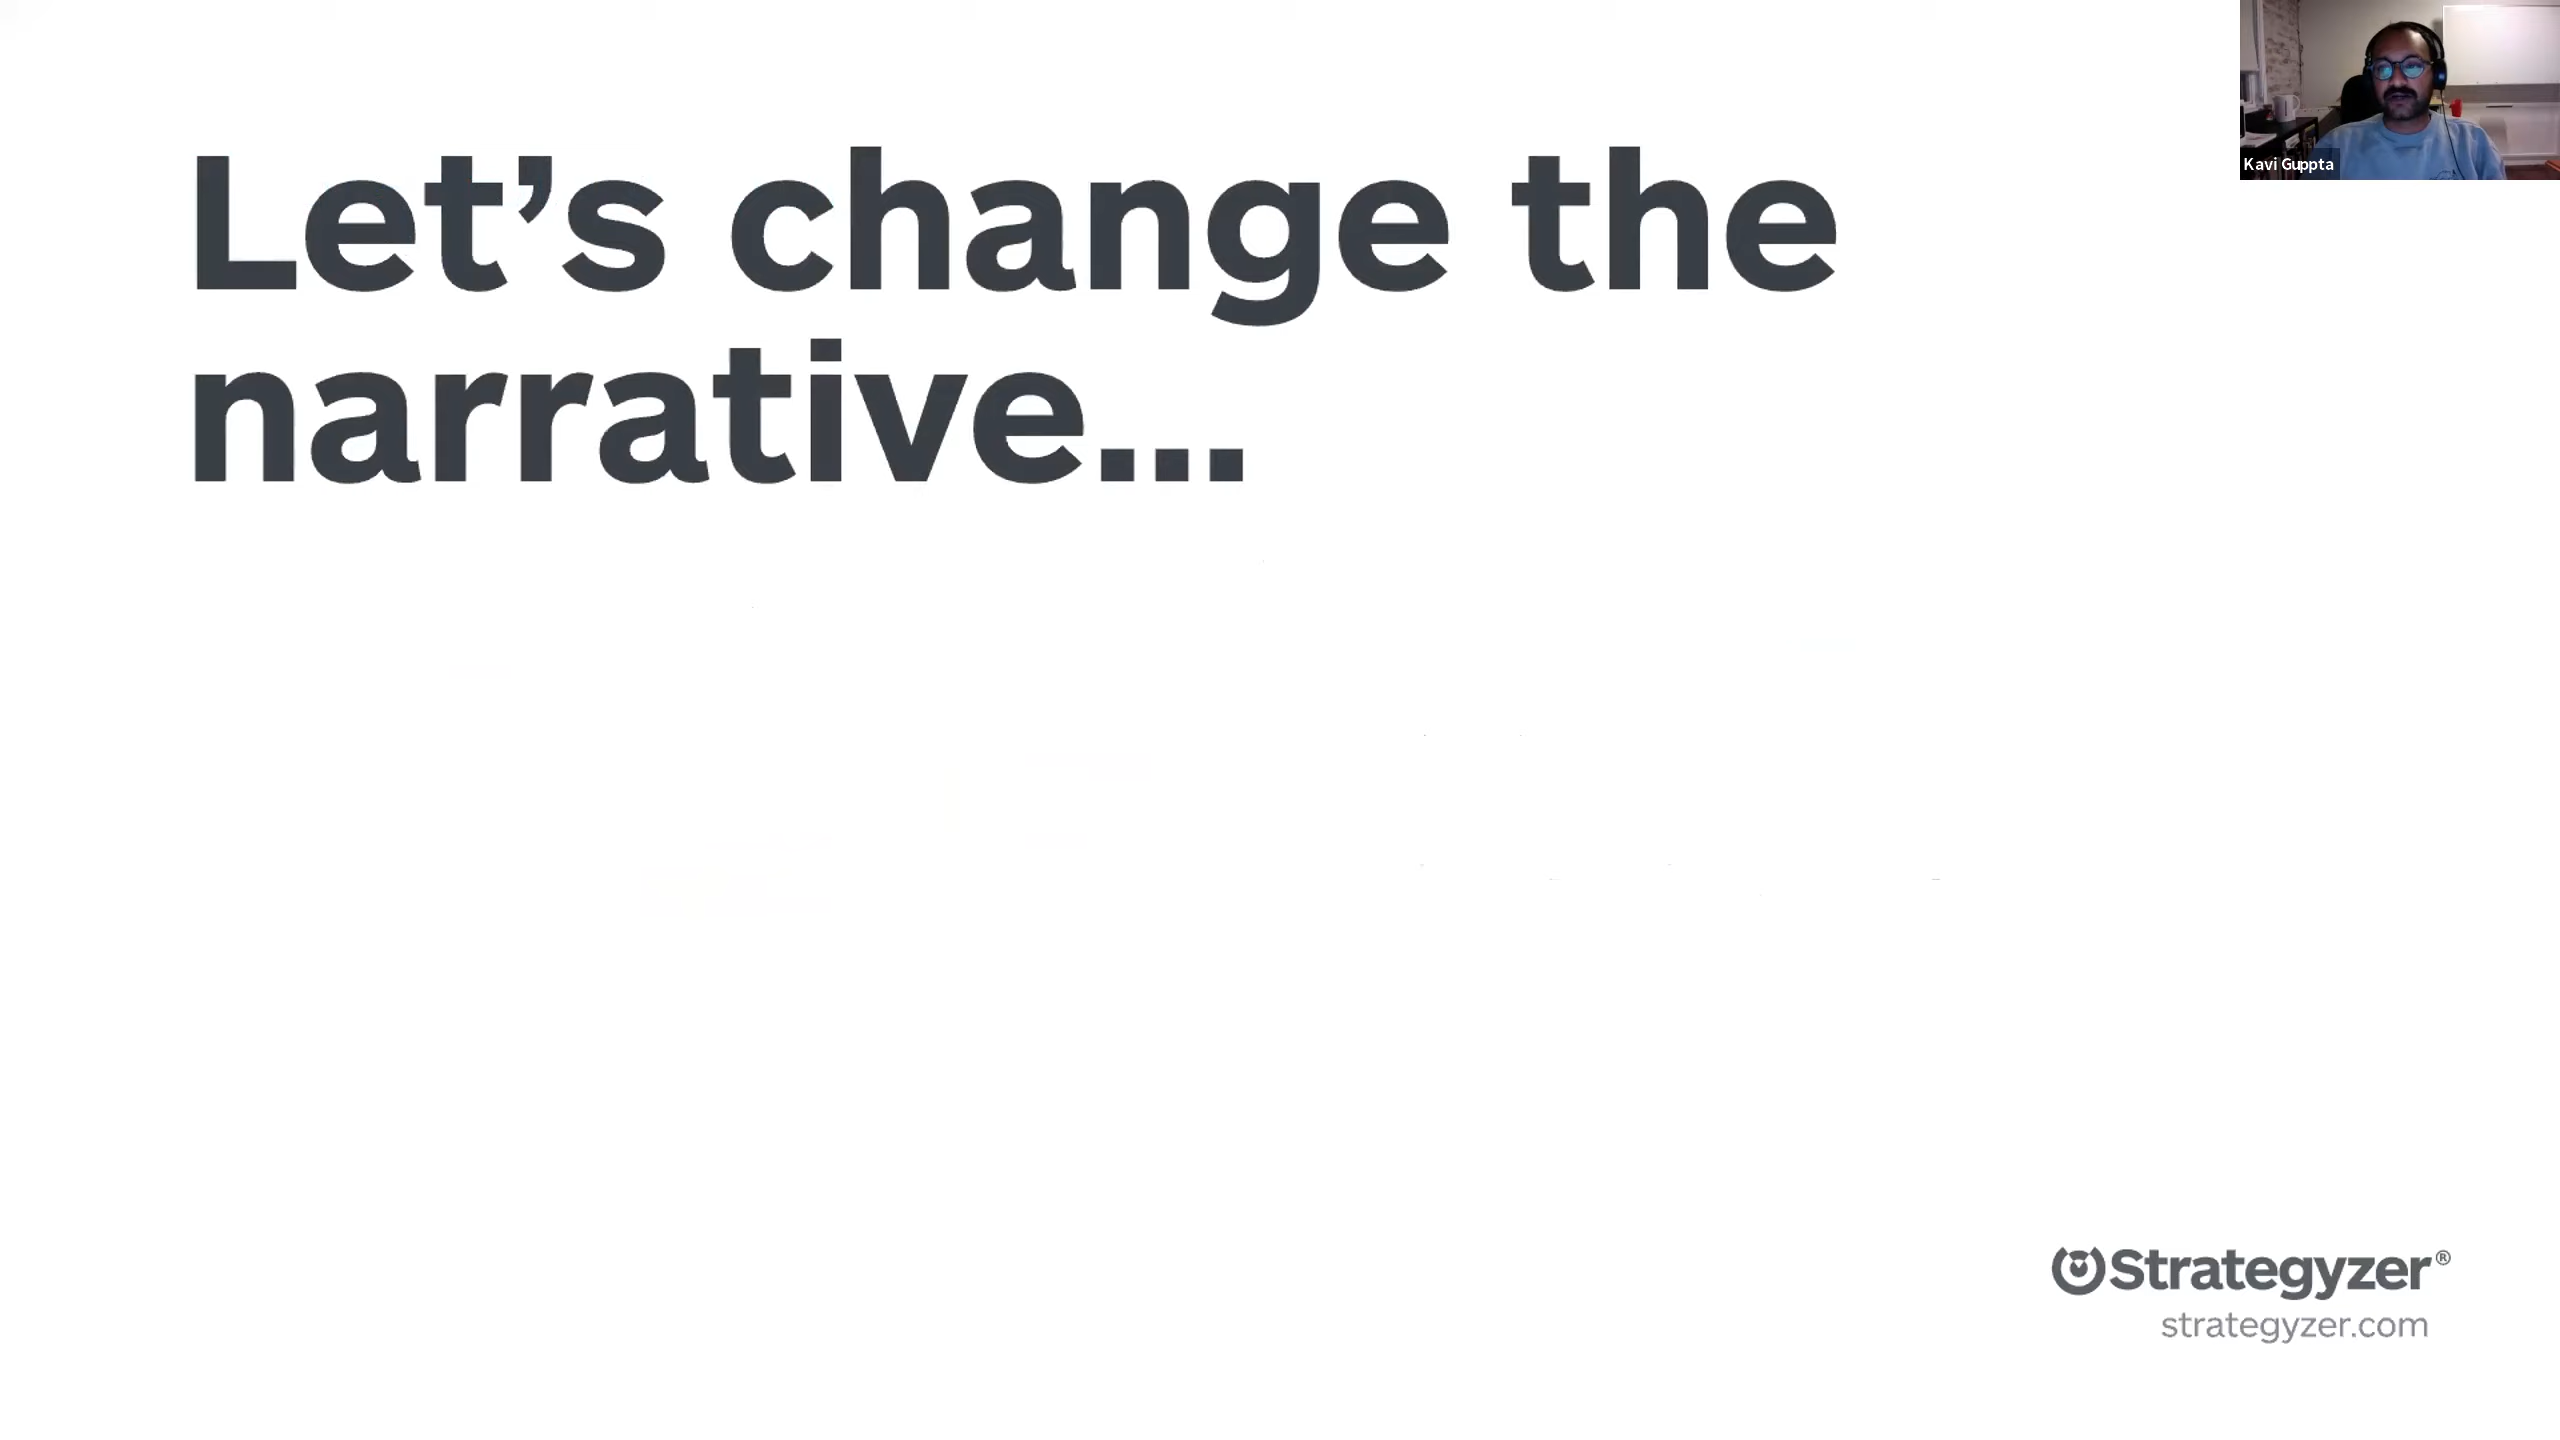 Let’s change the
narrative...
Kavi Guppta
Strategyzer®
strategyzer.com